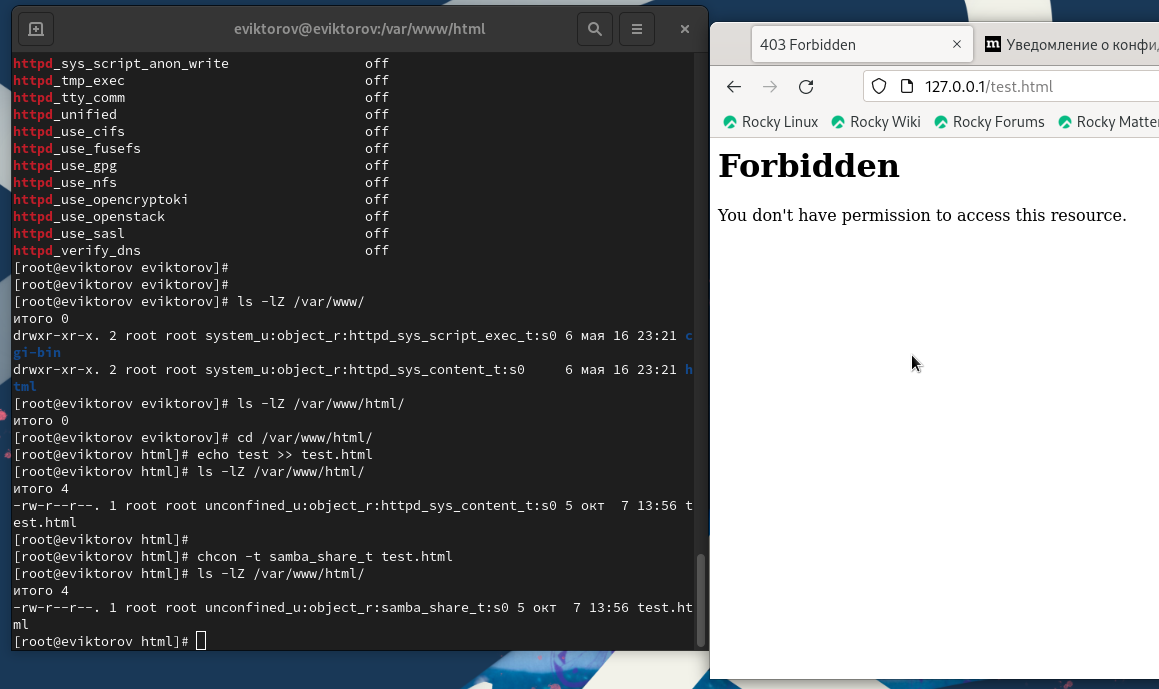 eviktorov@eviktorov:/var/www/html
httpd_sys_script_anon_write                 off
httpd_tmp_exec                              off
httpd_tty_comm                              off
httpd_unified                               off
httpd_use_cifs                              off
httpd_use_fusefs                            off
httpd_use_gpg                               off
httpd_use_nfs                               off
httpd_use_opencryptoki                      off
httpd_use_openstack                         off
httpd_use_sasl                              off
httpd_verify_dns                            off
[root@eviktorov eviktorov]#
[root@eviktorov eviktorov]#
[root@eviktorov eviktorov]# ls -lZ /var/www/
итого 0
drwxr-xr-x. 2 root root system_u:object_r:httpd_sys_script_exec_t:s0 6 мая 16 23:21 c
gi-bin
drwxr-xr-x. 2 root root system_u:object_r:httpd_sys_content_t:s0     6 мая 16 23:21 h
tml
[root@eviktorov eviktorov]# ls -lZ /var/www/html/
итого 0
[root@eviktorov eviktorov]# cd /var/www/html/
[root@eviktorov html]# echo test >> test.html
[root@eviktorov html]# ls -lZ /var/www/html/
итого 4
-rw-r--r--. 1 root root unconfined_u:object_r:httpd_sys_content_t:s0 5 окт  7 13:56 t
est.html
[root@eviktorov html]#
[root@eviktorov html]# chcon -t samba_share_t test.html
[root@eviktorov html]# ls -lZ /var/www/html/
итого 4
-rw-r--r--. 1 root root unconfined_u:object_r:samba_share_t:s0 5 окт  7 13:56 test.ht
ml
[root@eviktorov html]#
403 Forbidden
m Уведомление о конфи
127.0.0.1/test.html
Rocky Linux Rocky Wiki Rocky Forums Rocky Matter
Forbidden
You don't have permission to access this resource.